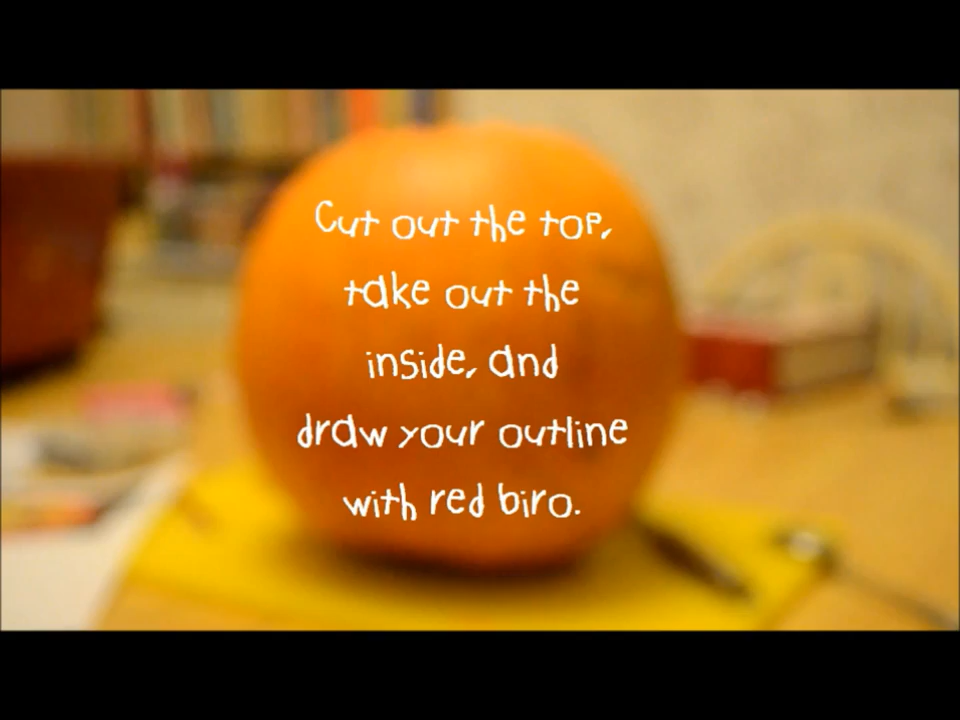 Cut out the top,
take out the
inside, and
draw your outline
with red biro.